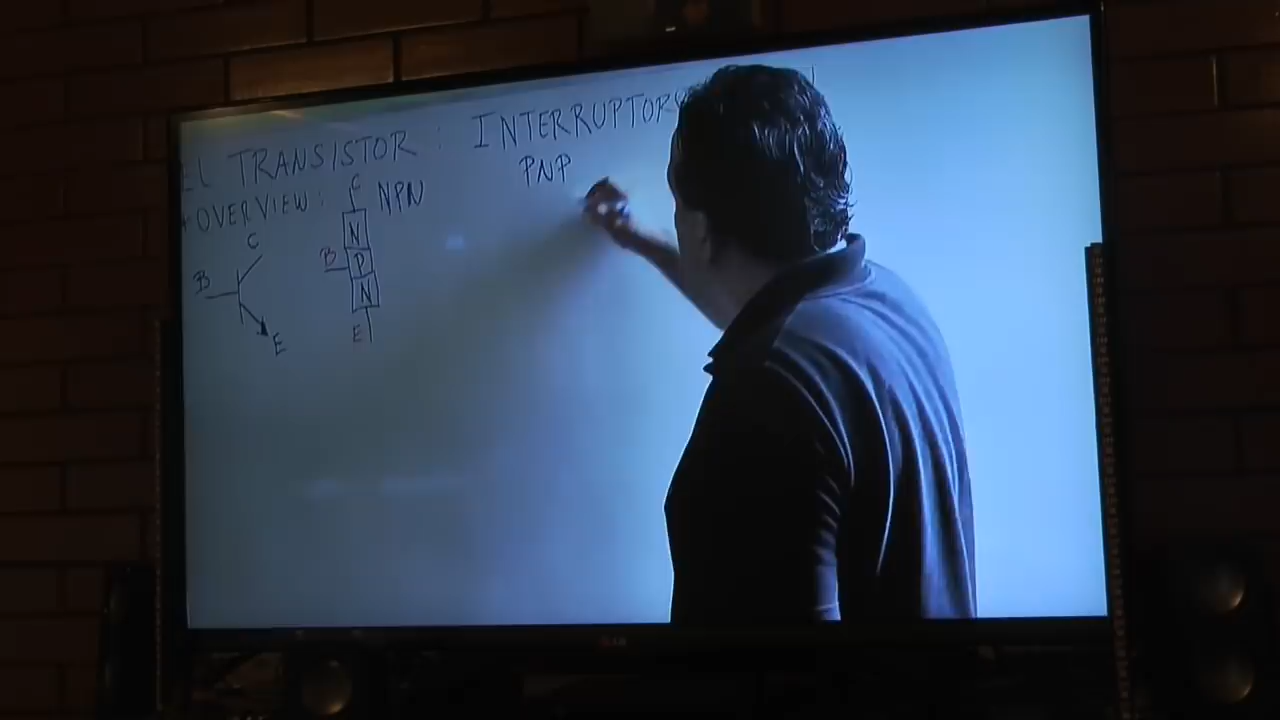 EL TRANSISTOR: INTERRUPTOR
OVERVIEW:
C
B
E
C NPN
N
B P
N
E
PNP